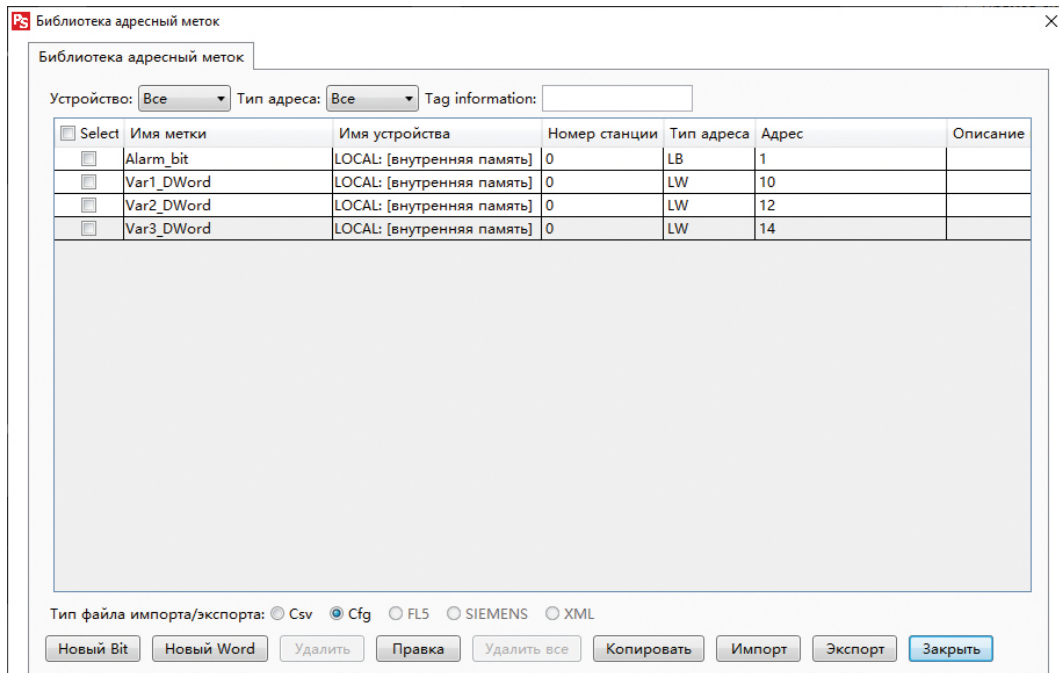 PS Библиотека адресный меток
Библиотека адресный меток
Устройство: Все Тип адреса: Все Tag information:
Select Имя метки Имя устройства Номер станции Тип адреса Адрес Описание
Alarm_bit LOCAL: [внутренняя память] 0 LB 1
Var1_DWord LOCAL: [внутренняя память] 0 LW 10
Var2_DWord LOCAL: [внутренняя память] 0 LW 12
Var3_DWord LOCAL: [внутренняя память] 0 LW 14
Тип файла импорта/экспорта: Csv Cfg FL5 SIEMENS XML
Новый Bit Новый Word Удалить Правка Удалить все Копировать Импорт Экспорт Закрыть